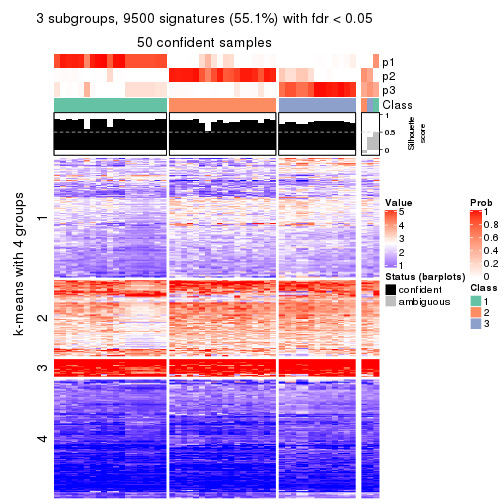 3 subgroups, 9500 signatures (55.1%) with fdr < 0.05
50 confident samples
p1
p2
p3
Class
1
0.5
0
Silhouette
score
k-means with 4 groups
1
2
3
4
Value
5
4
3
2
1
Status (barplots)
confident
ambiguous
Prob
1
0.8
0.6
0.4
0.2
0
Class
1
2
3